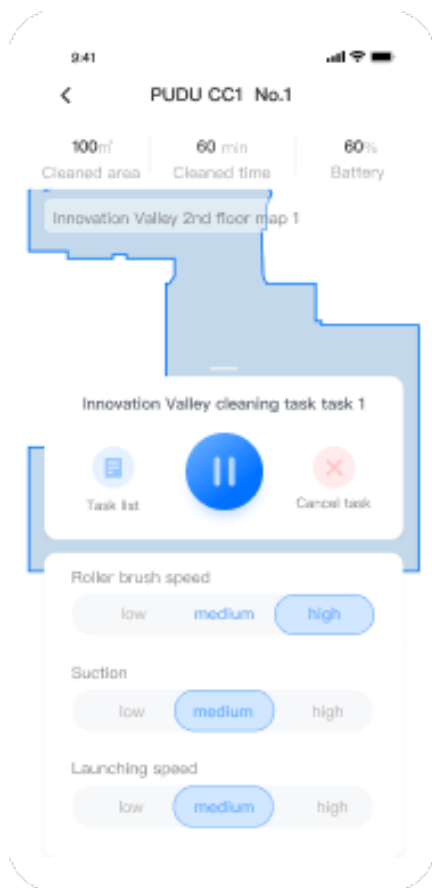 9:41
PUDU CC1 No.1
100㎡ 60 min 60%
Cleaned area Cleaned time Battery
Innovation Valley 2nd floor map 1
Innovation Valley cleaning task task 1
Task list Cancel task
Roller brush speed
low medium high
Suction
low medium high
Launching speed
low medium high